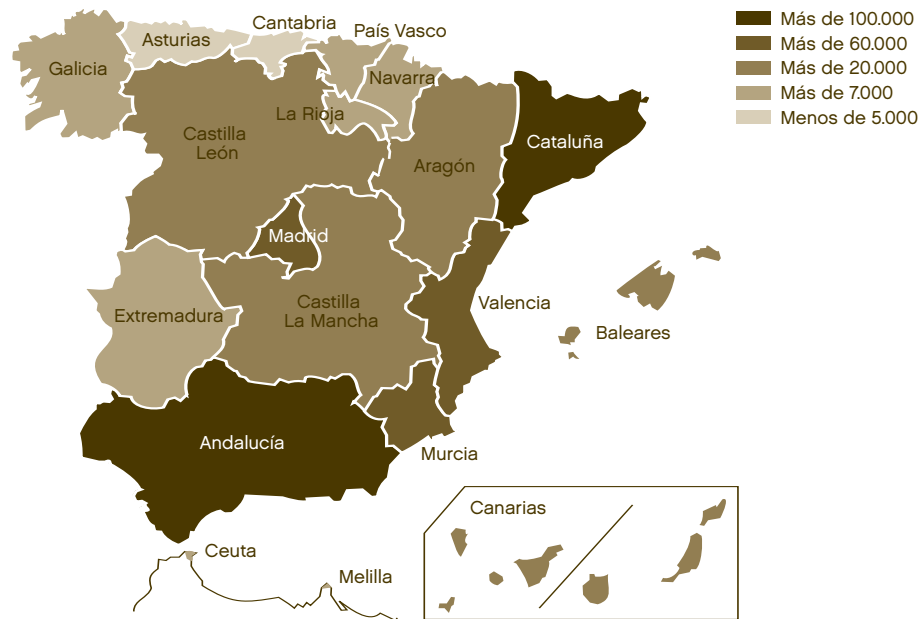 Cantabria
Asturias
País Vasco
Galicia
Navarra
La Rioja
Castilla
León
Aragón
Cataluña
Madrid
Castilla
La Mancha
Valencia
Extremadura
Baleares
Andalucía
Murcia
Canarias
Ceuta
Melilla
Más de 100.000
Más de 60.000
Más de 20.000
Más de 7.000
Menos de 5.000